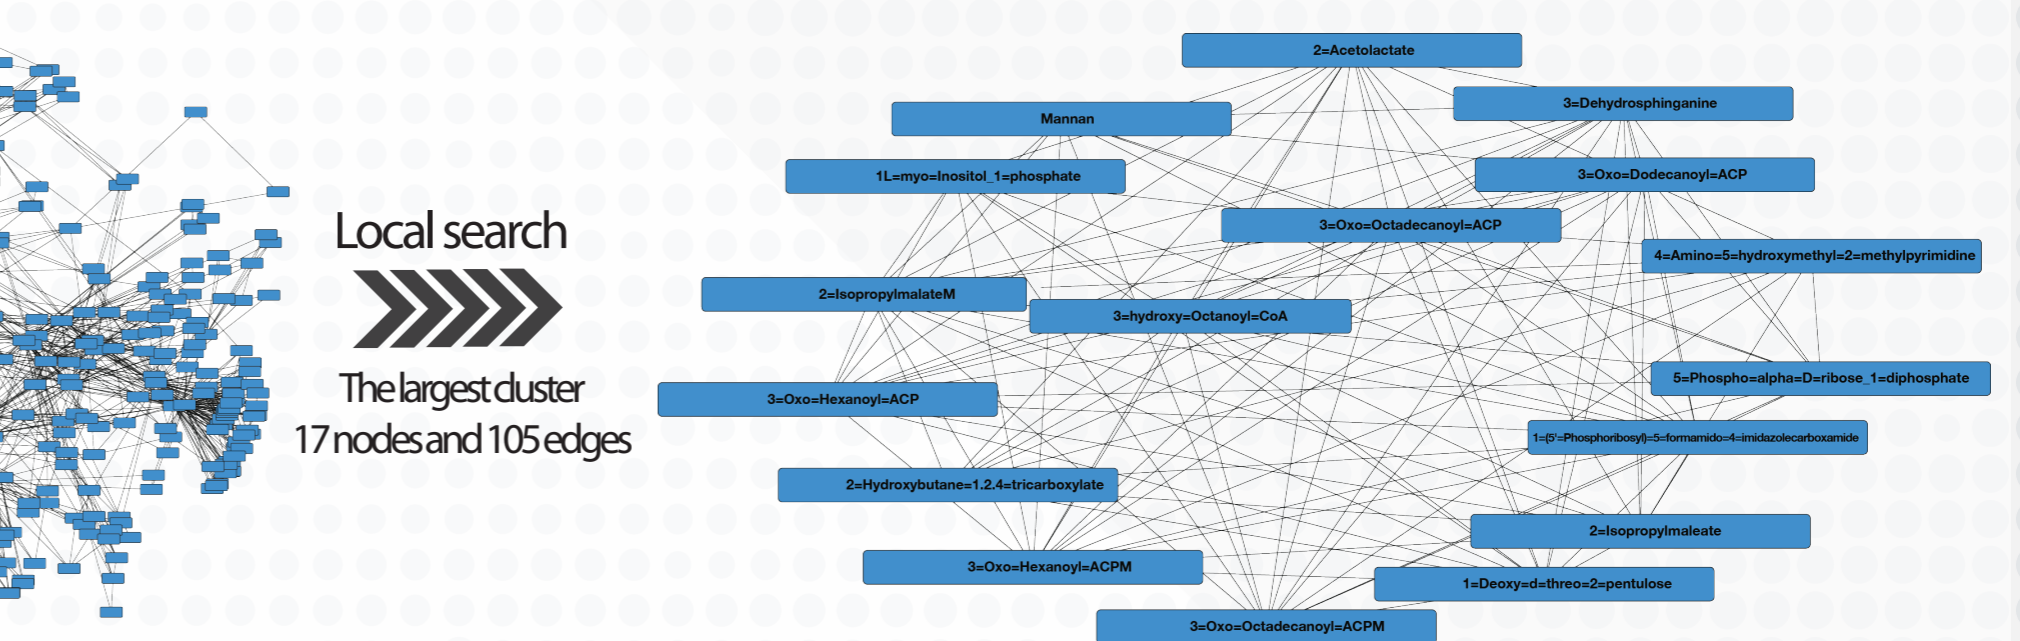 Local search
The largest cluster
17 nodes and 105 edges
2=Acetolactate
3=Dehydrosphinganine
Mannan
1L=myo=Inositol_1=phosphate
3=Oxo=Dodecanoyl=ACP
3=Oxo=Octadecanoyl=ACP
4=Amino=5=hydroxymethyl=2=methylpyrimidine
2=IsopropylmalateM
3=hydroxy=Octanoyl=CoA
5=Phospho=alpha=D=ribose_1=diphosphate
3=Oxo=Hexanoyl=ACP
1=(5'=Phosphoribosyl)=5=formamido=4=imidazolecarboxamide
2=Hydroxybutane=1.2.4=tricarboxylate
2=Isopropylmaleate
3=Oxo=Hexanoyl=ACPM
1=Deoxy=d=threo=2=pentulose
3=Oxo=Octadecanoyl=ACPM